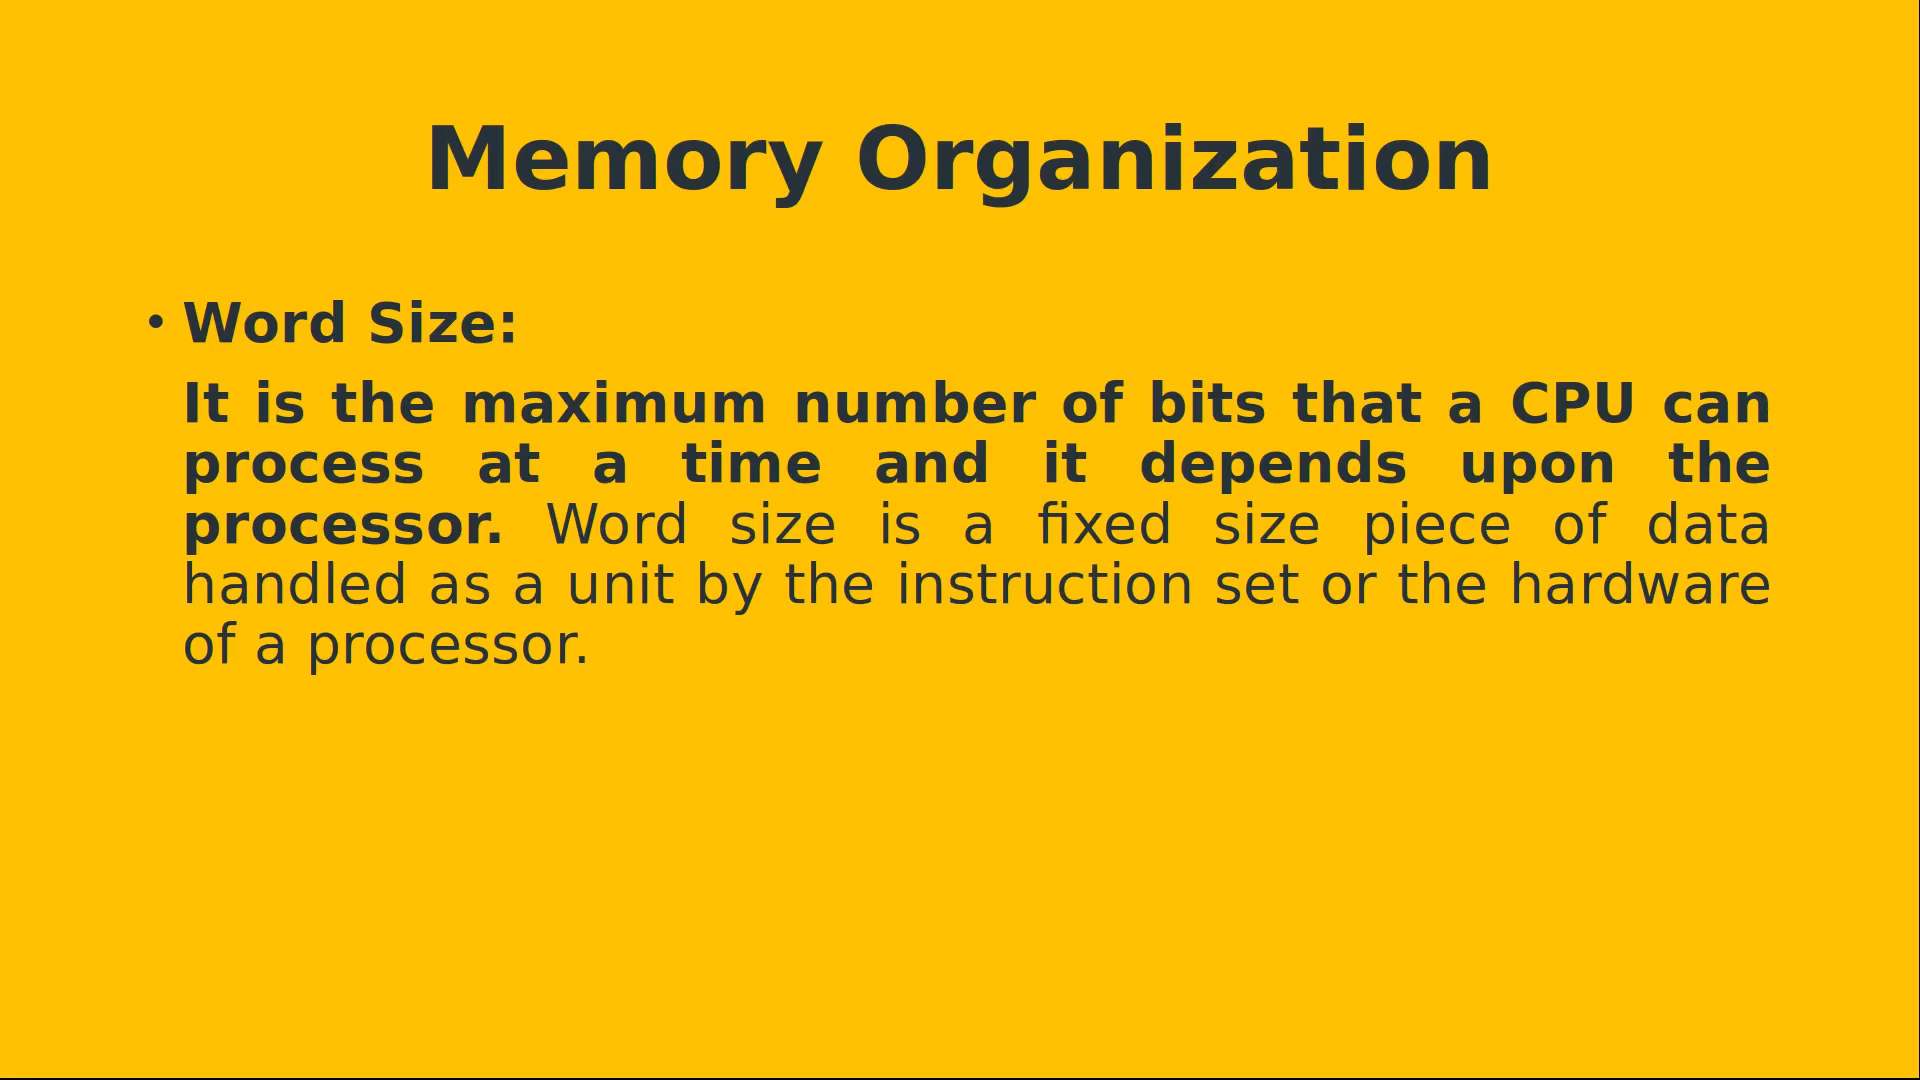 Memory Organization
• Word Size:
It is the maximum number of bits that a CPU can
process at a time and it depends upon the
processor. Word size is a fixed size piece of data
handled as a unit by the instruction set or the hardware
of a processor.